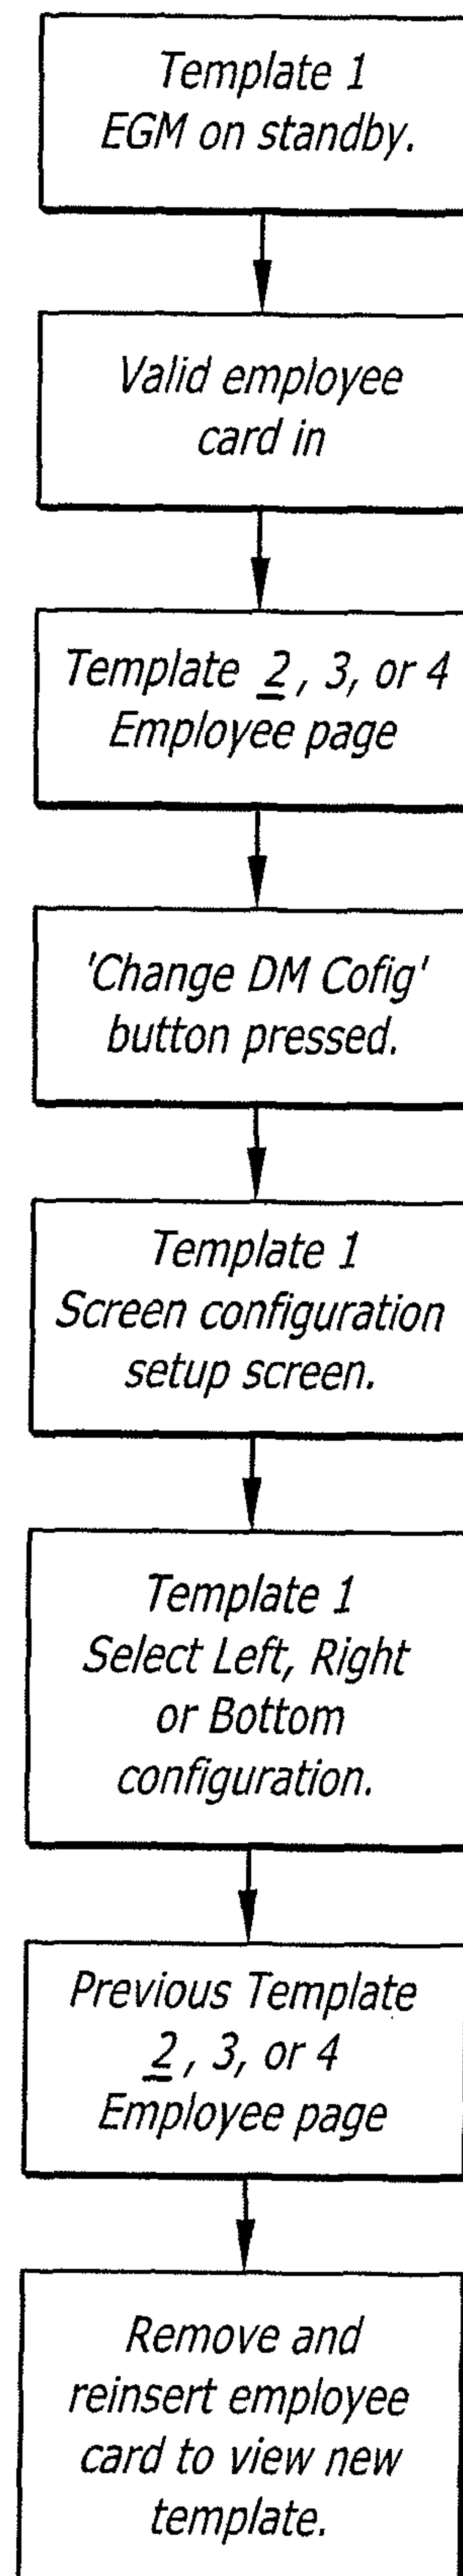 Template 1
EGM on standby.
Valid employee
card in
Template 2, 3, or 4
Employee page
'Change DM Cofig'
button pressed.
Template 1
Screen configuration
setup screen.
Template 1
Select Left, Right
or Bottom
configuration.
Previous Template
2, 3, or 4
Employee page
Remove and
reinsert employee
card to view new
template.